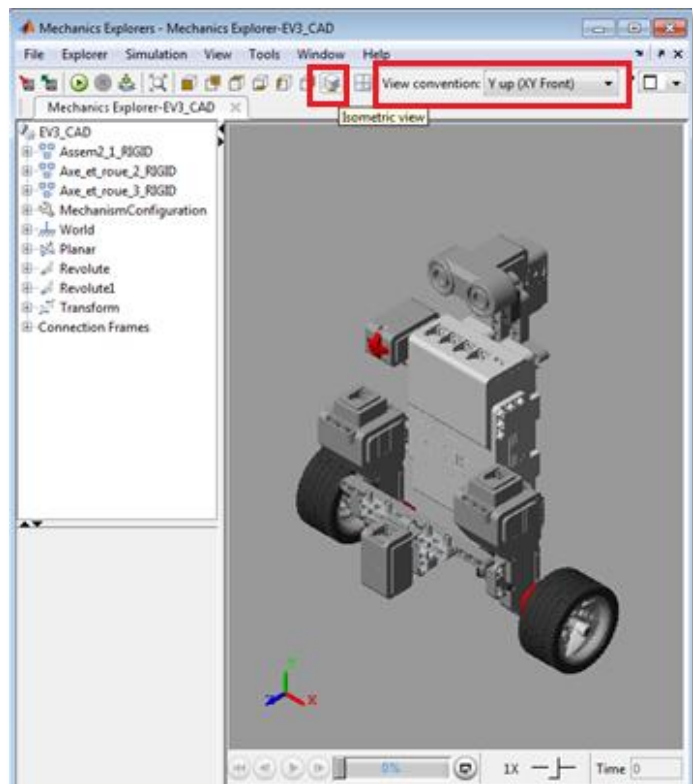 Mechanics Explorers - Mechanics Explorer-EV3_CAD
File Explorer Simulation View Tools Window Help
View convention: Y up (XY Front)
Mechanics Explorer-EV3_CAD
Isometric view
EV3_CAD
Assem2_1_RIGID
Axe_et_roue_2_RIGID
Axe_et_roue_3_RIGID
MechanismConfiguration
World
Planar
Revolute
Revolute1
Transform
Connection Frames
Y
Z
X
0%
1X
Time 0